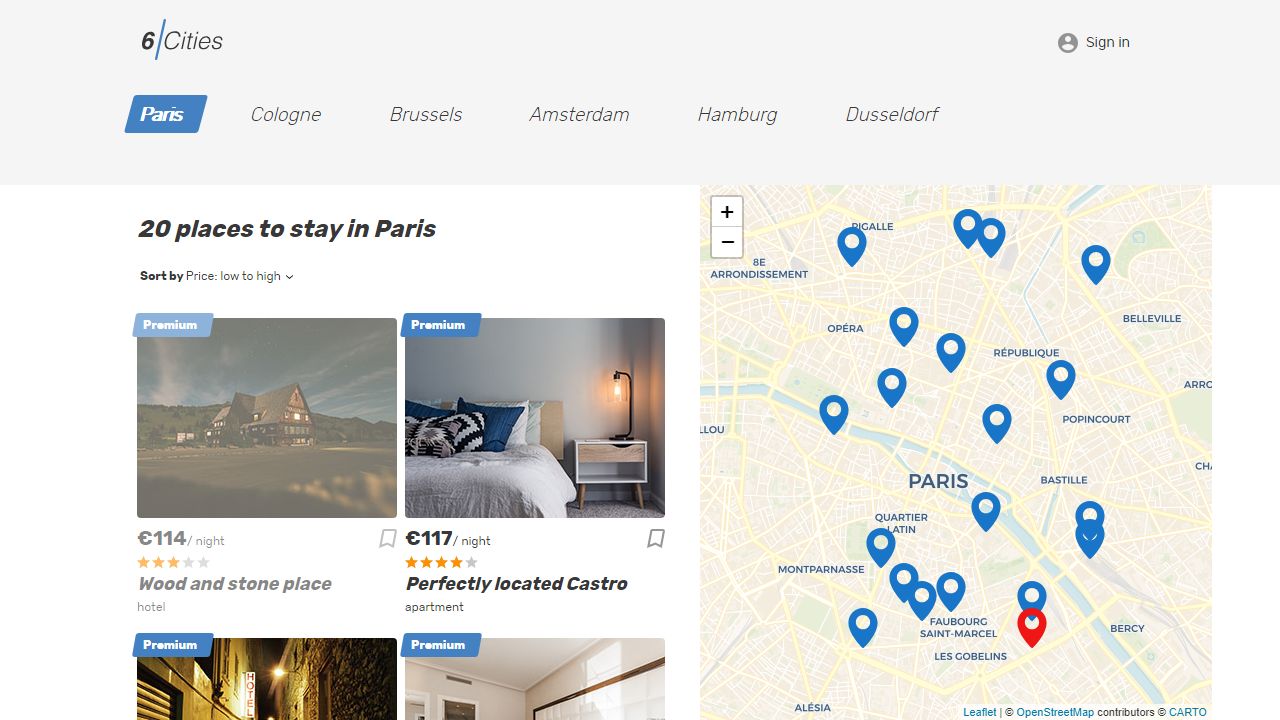 6 Cities
Sign in
Paris
Cologne
Brussels
Amsterdam
Hamburg
Dusseldorf
20 places to stay in Paris
Sort by Price: low to high
Premium
€114/ night
Wood and stone place
hotel
Premium
€117/ night
Perfectly located Castro
apartment
Premium
HOTEL
Premium
+
−
PIGALLE
8E
ARRONDISSEMENT
BELLEVILLE
OPÉRA
RÉPUBLIQUE
ARRO
POPINCOURT
LLOU
CHA
PARIS
BASTILLE
QUARTIER
LATIN
MONTPARNASSE
FAUBOURG
SAINT-MARCEL
BERCY
LES GOBELINS
ALÉSIA
Leaflet | © OpenStreetMap contributors © CARTO